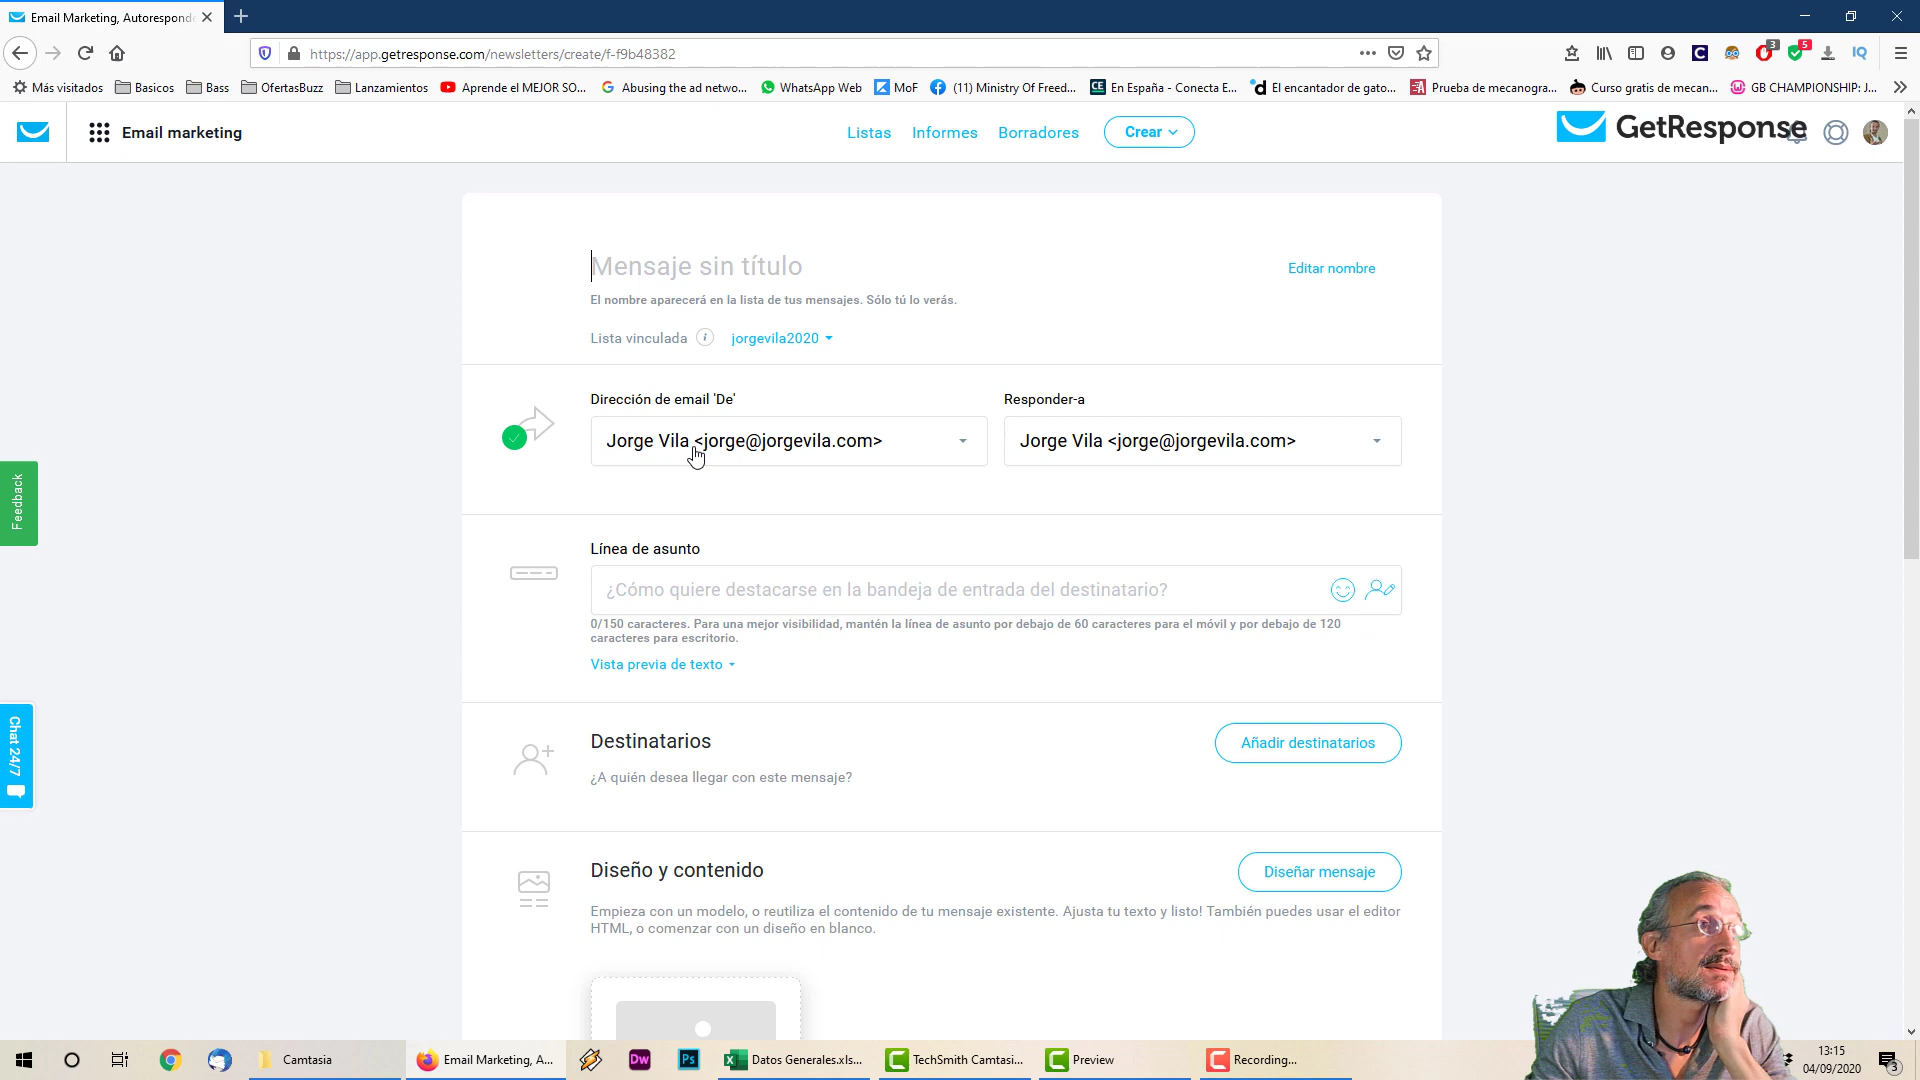 Email Marketing, Autorespond
https://app.getresponse.com/newsletters/create/f-f9b48382
3
5
IQ
Más visitados
Basicos
Bass
OfertasBuzz
Lanzamientos
Aprende el MEJOR SO...
Abusing the ad netwo...
WhatsApp Web
MoF
(11) Ministry Of Freed...
En España - Conecta E...
El encantador de gato...
Prueba de mecanogra...
Curso gratis de mecan...
GB CHAMPIONSHIP: J...
Email marketing
Listas
Informes
Borradores
Crear
GetResponse
Mensaje sin título
Editar nombre
El nombre aparecerá en la lista de tus mensajes. Sólo tú lo verás.
Lista vinculada
jorgevila2020
Dirección de email 'De'
Responder-a
Jorge Vila <jorge@jorgevila.com>
Jorge Vila <jorge@jorgevila.com>
Feedback
Línea de asunto
¿Cómo quiere destacarse en la bandeja de entrada del destinatario?
0/150 caracteres. Para una mejor visibilidad, mantén la línea de asunto por debajo de 60 caracteres para el móvil y por debajo de 120
caracteres para escritorio.
Vista previa de texto
Chat 24/7
Destinatarios
Añadir destinatarios
¿A quién desea llegar con este mensaje?
Diseño y contenido
Diseñar mensaje
Empieza con un modelo, o reutiliza el contenido de tu mensaje existente. Ajusta tu texto y listo! También puedes usar el editor
HTML, o comenzar con un diseño en blanco.
Camtasia
Email Marketing, A...
Dw
Ps
Datos Generales.xls...
TechSmith Camtasi...
Preview
Recording...
13:15
04/09/2020
3